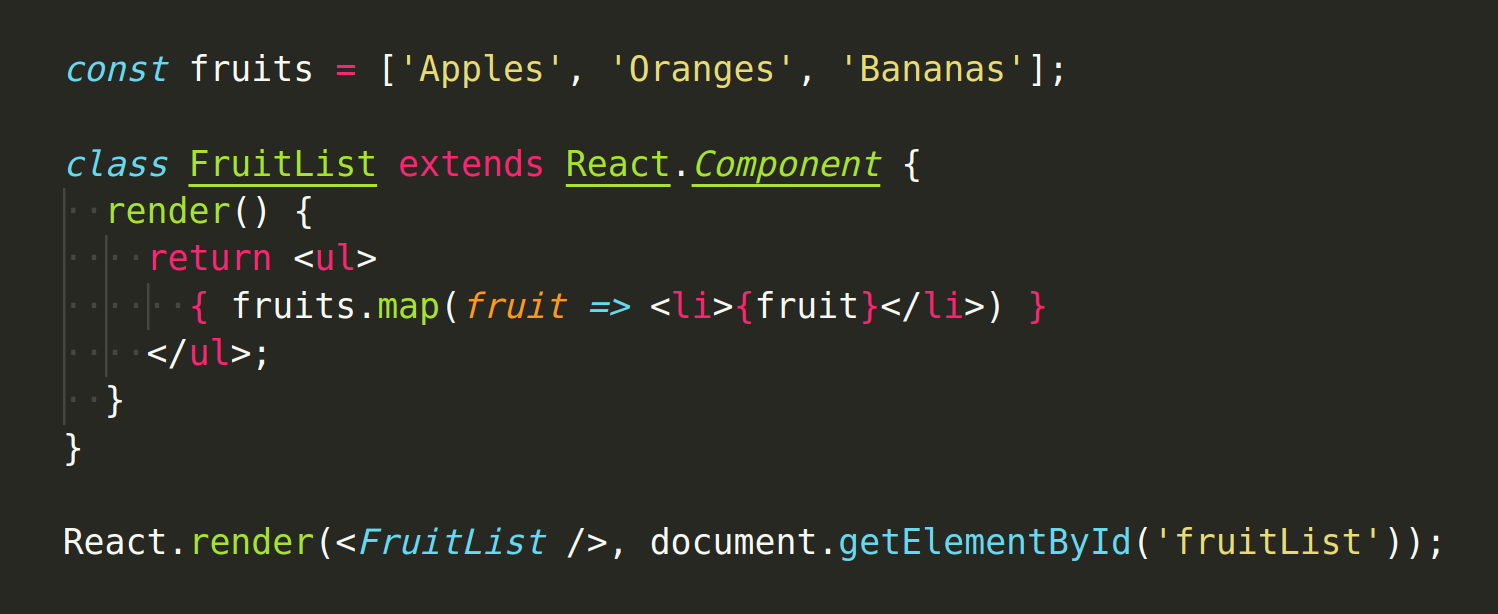 const fruits = ['Apples', 'Oranges', 'Bananas'];

class FruitList extends React.Component {
  render() {
    return <ul>
      { fruits.map(fruit => <li>{fruit}</li>) }
    </ul>;
  }
}

React.render(<FruitList />, document.getElementById('fruitList'));